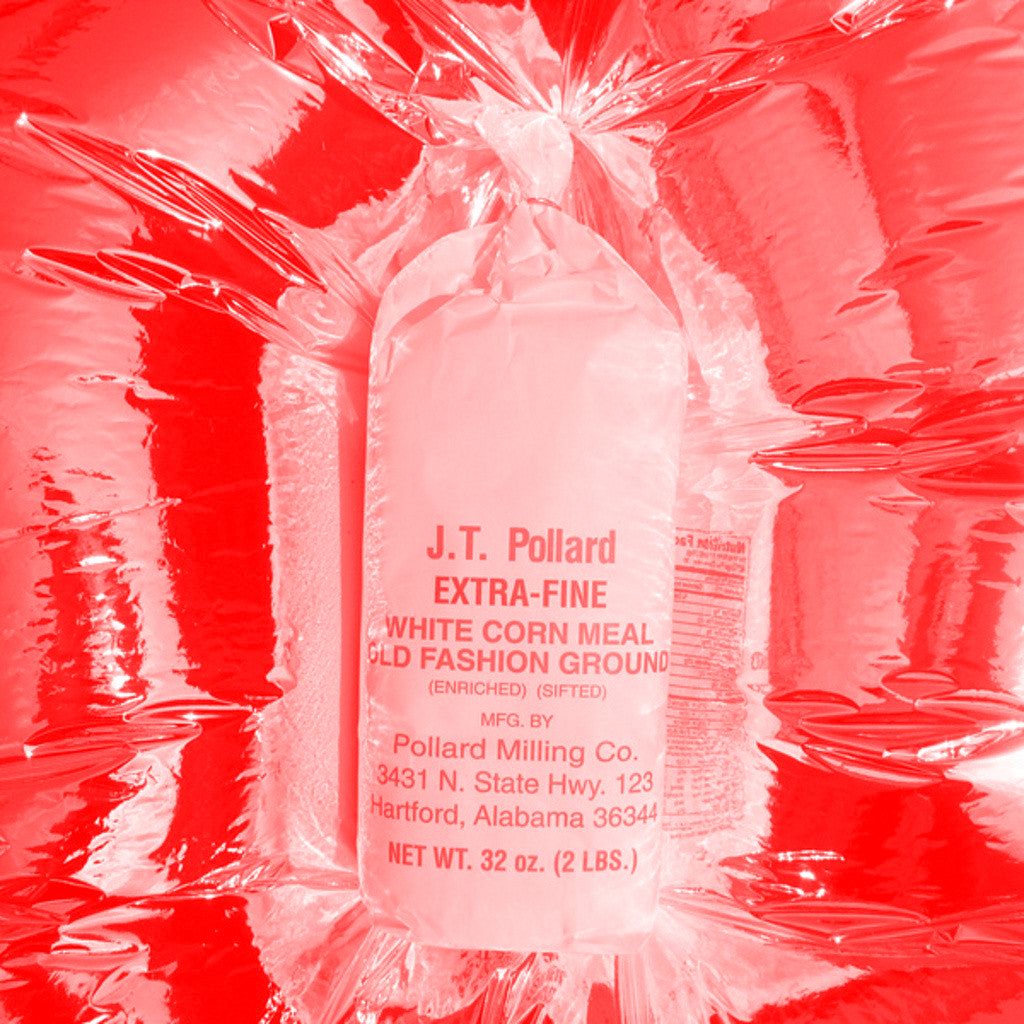 J.T. Pollard
EXTRA-FINE
WHITE CORN MEAL
OLD FASHION GROUND
(ENRICHED) (SIFTED)
MFG. BY
Pollard Milling Co.
3431 N. State Hwy. 123
Hartford, Alabama 36344
NET WT. 32 oz. (2 LBS.)
Nutrition